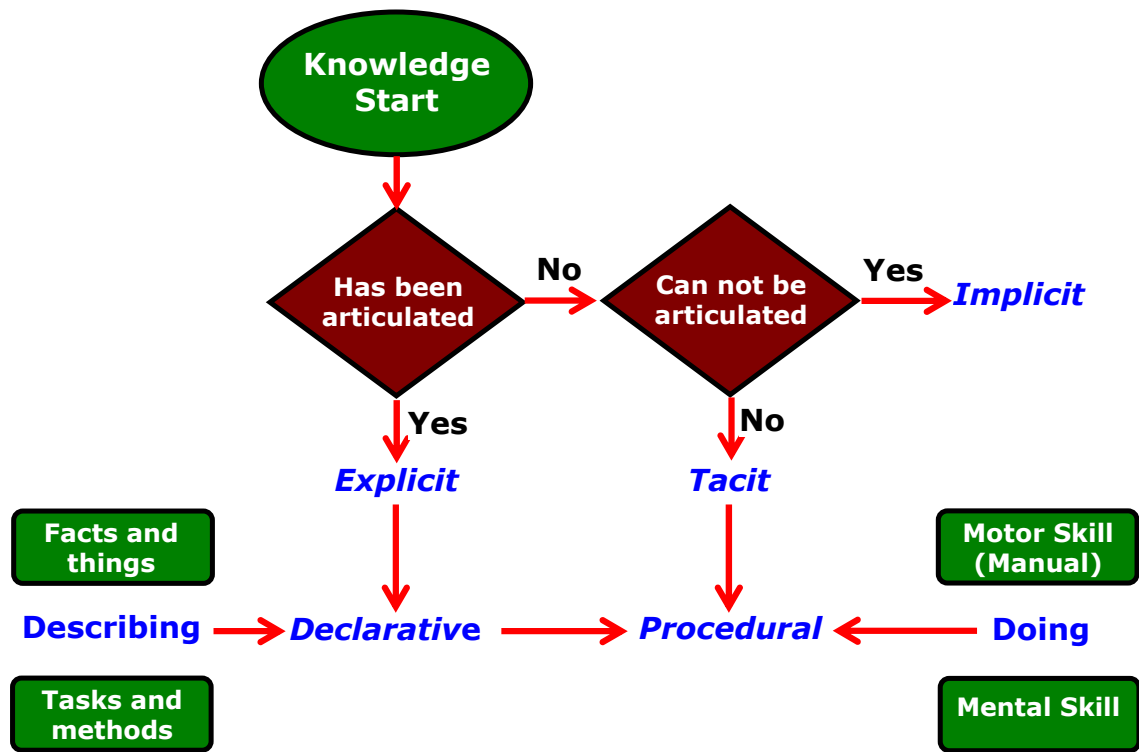 Knowledge
Start
Has been
articulated
No
Can not be
articulated
Yes
Implicit
Yes
No
Explicit
Tacit
Facts and
things
Motor Skill
(Manual)
Describing
Declarative
Procedural
Doing
Tasks and
methods
Mental Skill